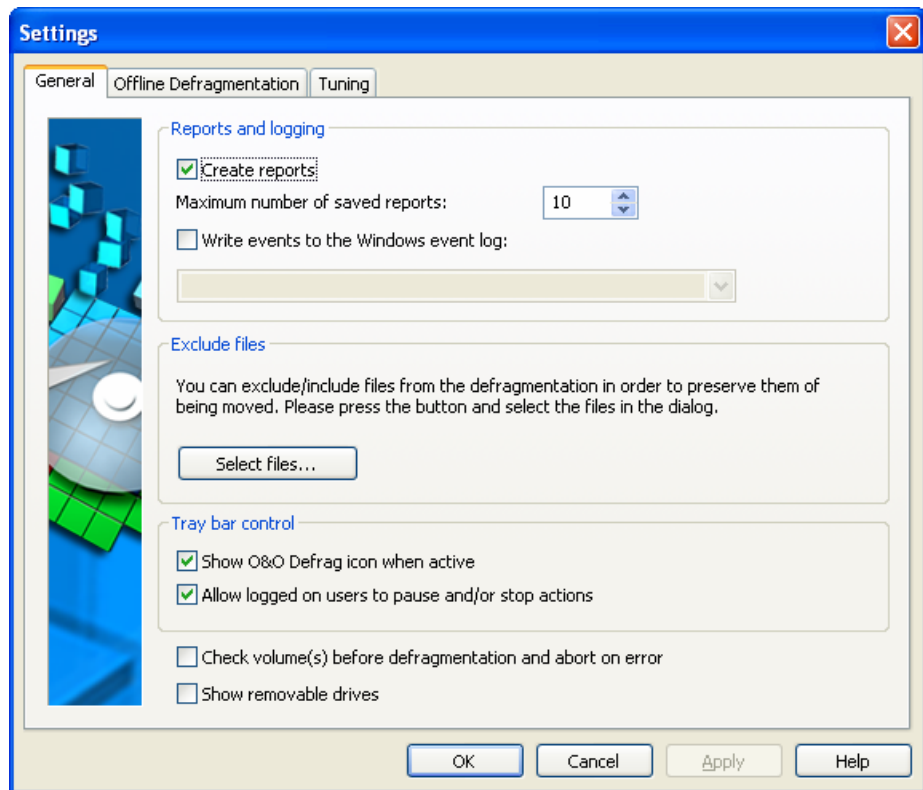 Settings
General
Offline Defragmentation
Tuning
Reports and logging
Create reports
Maximum number of saved reports:
10
Write events to the Windows event log:
Exclude files
You can exclude/include files from the defragmentation in order to preserve them of
being moved. Please press the button and select the files in the dialog.
Select files...
Tray bar control
Show O&O Defrag icon when active
Allow logged on users to pause and/or stop actions
Check volume(s) before defragmentation and abort on error
Show removable drives
OK
Cancel
Apply
Help